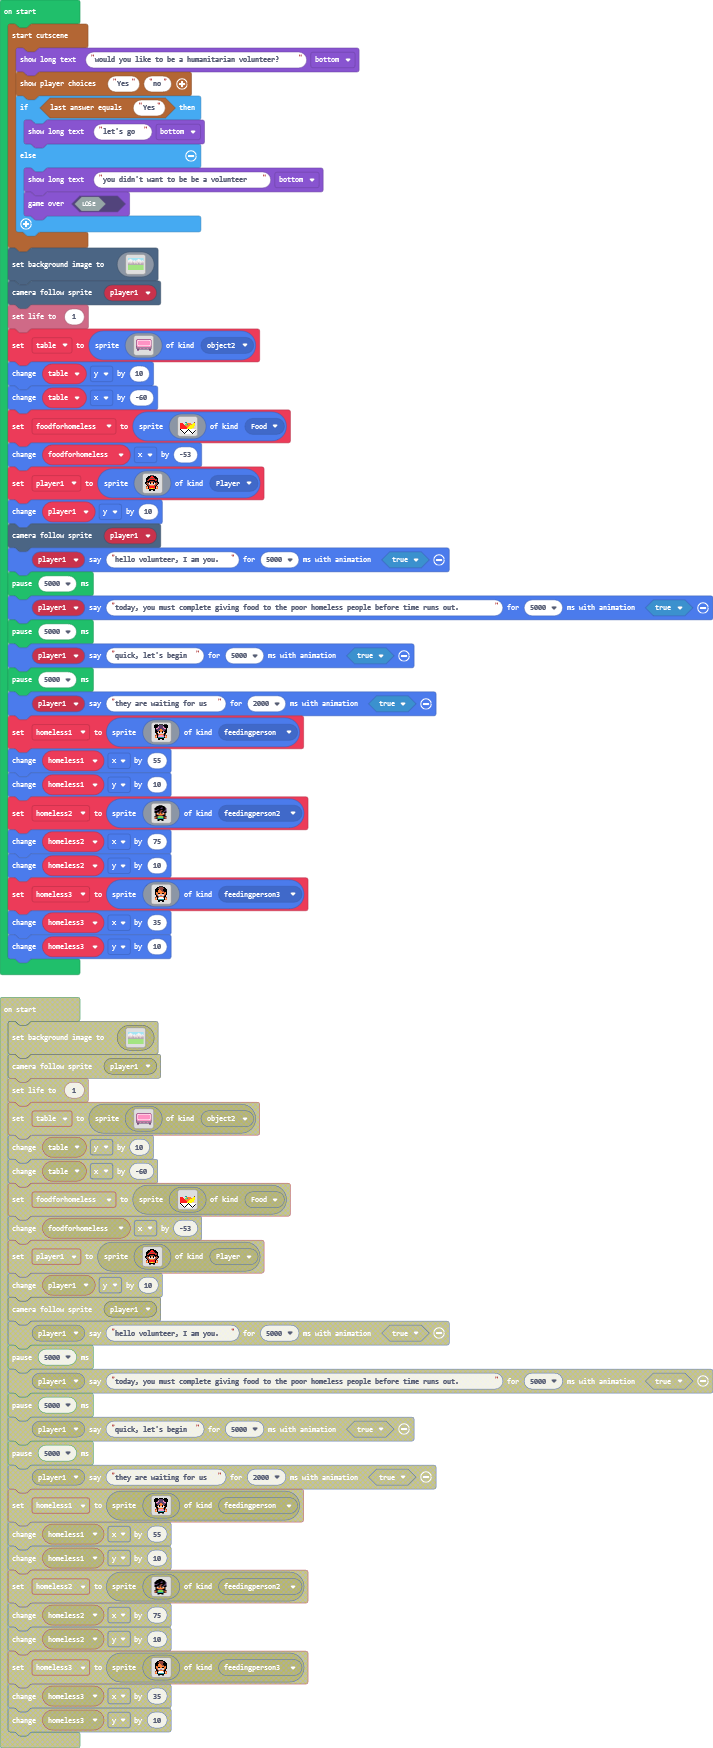 on start
start cutscene
show long text "would you like to be a humanitarian volunteer?" bottom
show player choices "Yes" "no"
if last answer equals "Yes" then
show long text "let's go" bottom
else
show long text "you didn't want to be be a volunteer" bottom
game over LOSE
set background image to
camera follow sprite player1
set life to 1
set table to sprite of kind object2
change table y by 10
change table x by -60
set foodforhomeless to sprite of kind Food
change foodforhomeless x by -53
set player1 to sprite of kind Player
change player1 y by 10
camera follow sprite player1
player1 say "hello volunteer, I am you." for 5000 ms with animation true
pause 5000 ms
player1 say "today, you must complete giving food to the poor homeless people before time runs out." for 5000 ms with animation true
pause 5000 ms
player1 say "quick, let's begin" for 5000 ms with animation true
pause 5000 ms
player1 say "they are waiting for us" for 2000 ms with animation true
set homeless1 to sprite of kind feedingperson
change homeless1 x by 55
change homeless1 y by 10
set homeless2 to sprite of kind feedingperson2
change homeless2 x by 75
change homeless2 y by 10
set homeless3 to sprite of kind feedingperson3
change homeless3 x by 35
change homeless3 y by 10
on start
set background image to
camera follow sprite player1
set life to 1
set table to sprite of kind object2
change table y by 10
change table x by -60
set foodforhomeless to sprite of kind Food
change foodforhomeless x by -53
set player1 to sprite of kind Player
change player1 y by 10
camera follow sprite player1
player1 say "hello volunteer, I am you." for 5000 ms with animation true
pause 5000 ms
player1 say "today, you must complete giving food to the poor homeless people before time runs out." for 5000 ms with animation true
pause 5000 ms
player1 say "quick, let's begin" for 5000 ms with animation true
pause 5000 ms
player1 say "they are waiting for us" for 2000 ms with animation true
set homeless1 to sprite of kind feedingperson
change homeless1 x by 55
change homeless1 y by 10
set homeless2 to sprite of kind feedingperson2
change homeless2 x by 75
change homeless2 y by 10
set homeless3 to sprite of kind feedingperson3
change homeless3 x by 35
change homeless3 y by 10